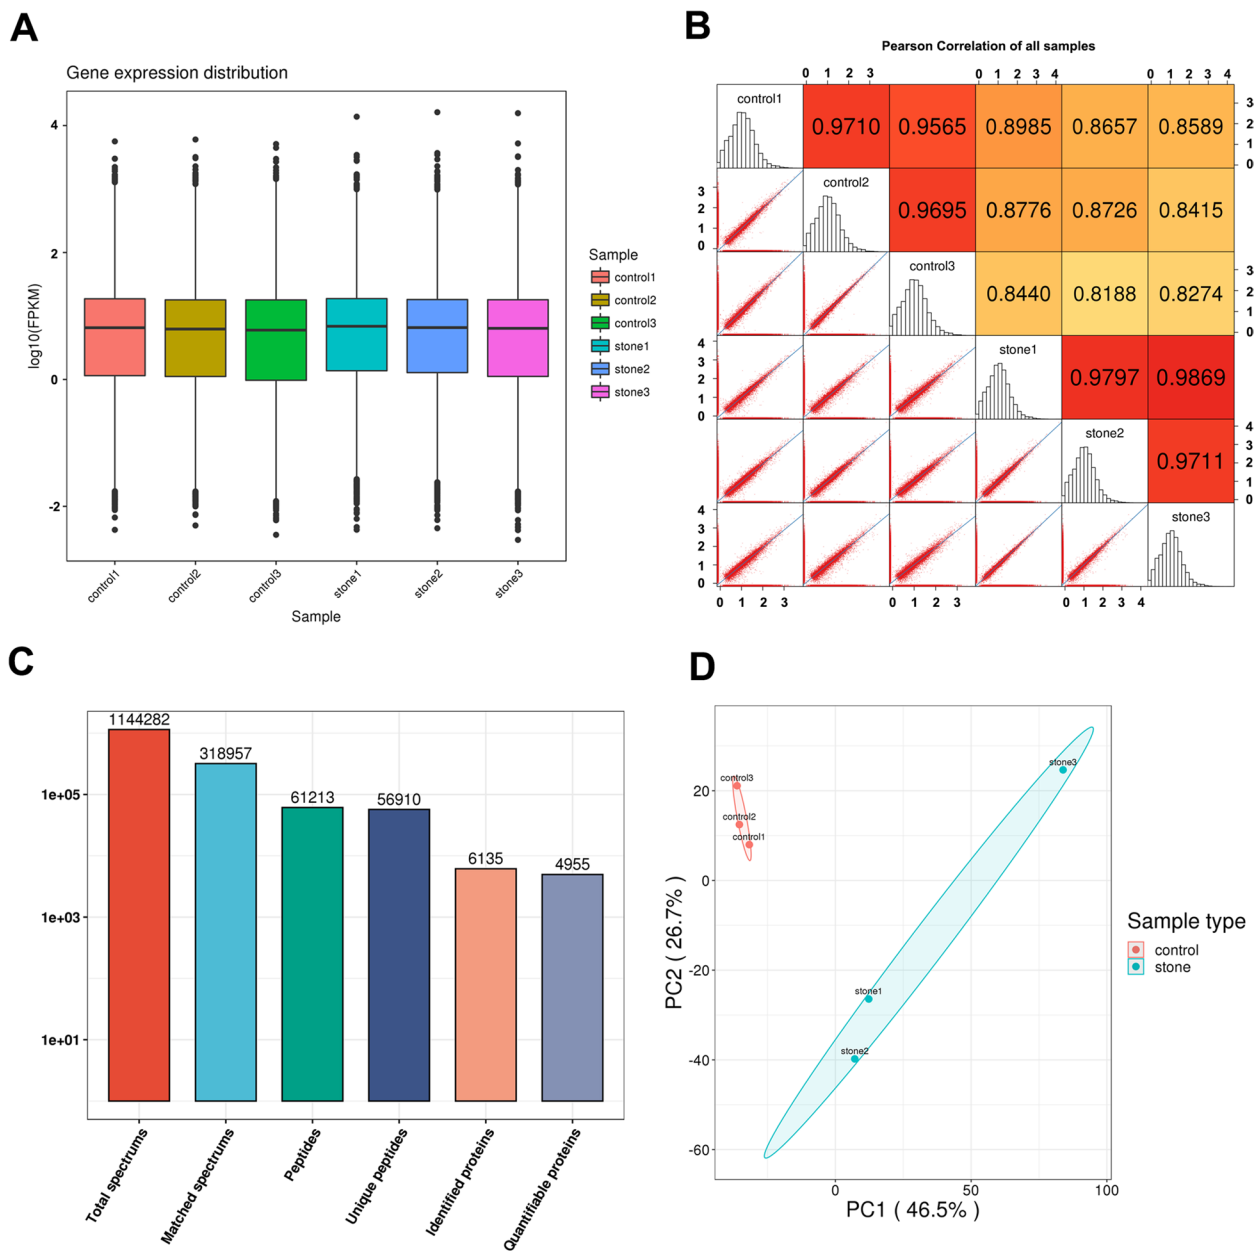 A
Gene expression distribution
log10(FPKM)
4
2
0
-2
control1
control2
control3
stone1
stone2
stone3
Sample
Sample
control1
control2
control3
stone1
stone2
stone3
B
Pearson Correlation of all samples
0 1 2 3
0 1 2 3 4
0 1 2 3 4
control1
0.9710
0.9565
0.8985
0.8657
0.8589
3
2
1
0
3
2
1
0
control2
0.9695
0.8776
0.8726
0.8415
control3
0.8440
0.8188
0.8274
3
2
1
0
4
3
2
1
0
stone1
0.9797
0.9869
stone2
0.9711
4
3
2
1
0
4
3
2
1
0
stone3
0 1 2 3
0 1 2 3
0 1 2 3 4
C
1144282
318957
61213
56910
6135
4955
1e+05
1e+03
1e+01
Total spectrums
Matched spectrums
Peptides
Unique peptides
Identified proteins
Quantifiable proteins
D
PC2 ( 26.7% )
20
0
-20
-40
-60
control3
control2
control1
stone3
stone1
stone2
0
50
100
PC1 ( 46.5% )
Sample type
control
stone